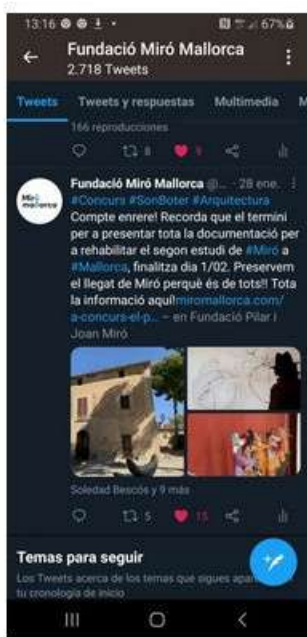 13:16
67%
Fundació Miró Mallorca
2.718 Tweets
Tweets Tweets y respuestas Multimedia M
166 reproducciones
8 9
Fundació Miró Mallorca @... · 28 ene.
Miró
mallorca
#Concurs #SonBoter #Arquitectura
Compte enrere! Recorda que el termini
per a presentar tota la documentació per
a rehabilitar el segon estudi de #Miró a
#Mallorca, finalitza dia 1/02. Preservem
el llegat de Miró perquè és de tots!! Tota
la informació aquí!miromallorca.com/
a-concurs-el-p... – en Fundació Pilar i
Joan Miró
Soledad Bescós y 9 más
5 15
Temas para seguir
Los Tweets acerca de los temas que sigues
tu cronología de inicio